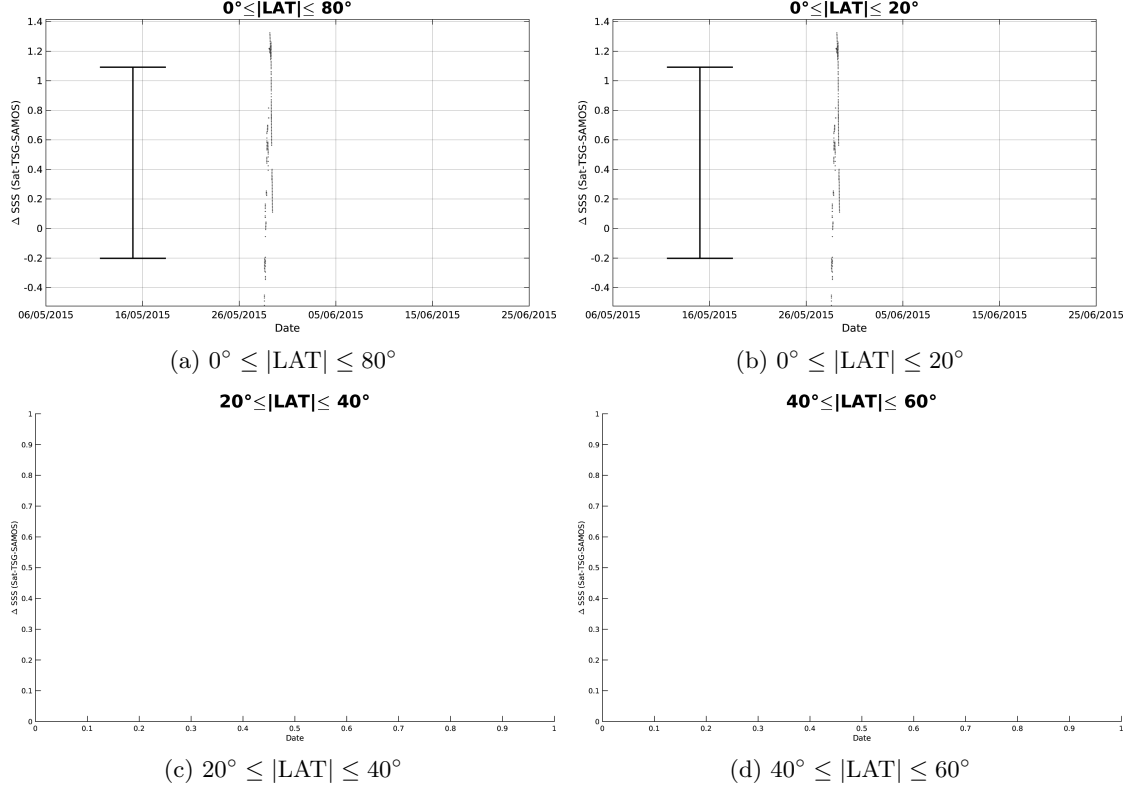 0°≤|LAT|≤ 80°
1.4
1.2
1
0.8
0.6
0.4
0.2
0
-0.2
-0.4
Δ SSS (Sat-TSG-SAMOS)
06/05/2015 16/05/2015 26/05/2015 05/06/2015 15/06/2015 25/06/2015
Date
(a) 0° ≤ |LAT| ≤ 80°
0°≤|LAT|≤ 20°
1.4
1.2
1
0.8
0.6
0.4
0.2
0
-0.2
-0.4
Δ SSS (Sat-TSG-SAMOS)
06/05/2015 16/05/2015 26/05/2015 05/06/2015 15/06/2015 25/06/2015
Date
(b) 0° ≤ |LAT| ≤ 20°
20°≤|LAT|≤ 40°
1
0.9
0.8
0.7
0.6
0.5
0.4
0.3
0.2
0.1
0
Δ SSS (Sat-TSG-SAMOS)
0 0.1 0.2 0.3 0.4 0.5 0.6 0.7 0.8 0.9 1
Date
(c) 20° ≤ |LAT| ≤ 40°
40°≤|LAT|≤ 60°
1
0.9
0.8
0.7
0.6
0.5
0.4
0.3
0.2
0.1
0
Δ SSS (Sat-TSG-SAMOS)
0 0.1 0.2 0.3 0.4 0.5 0.6 0.7 0.8 0.9 1
Date
(d) 40° ≤ |LAT| ≤ 60°